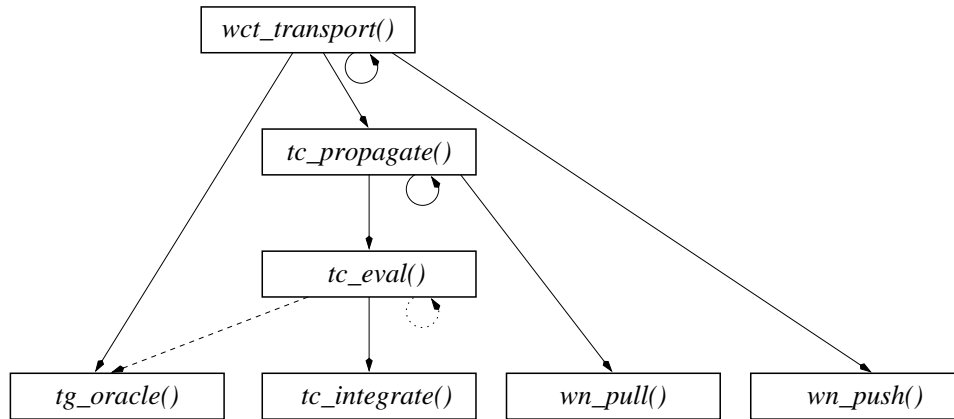 wct_transport()
tc_propagate()
tc_eval()
tg_oracle()
tc_integrate()
wn_pull()
wn_push()